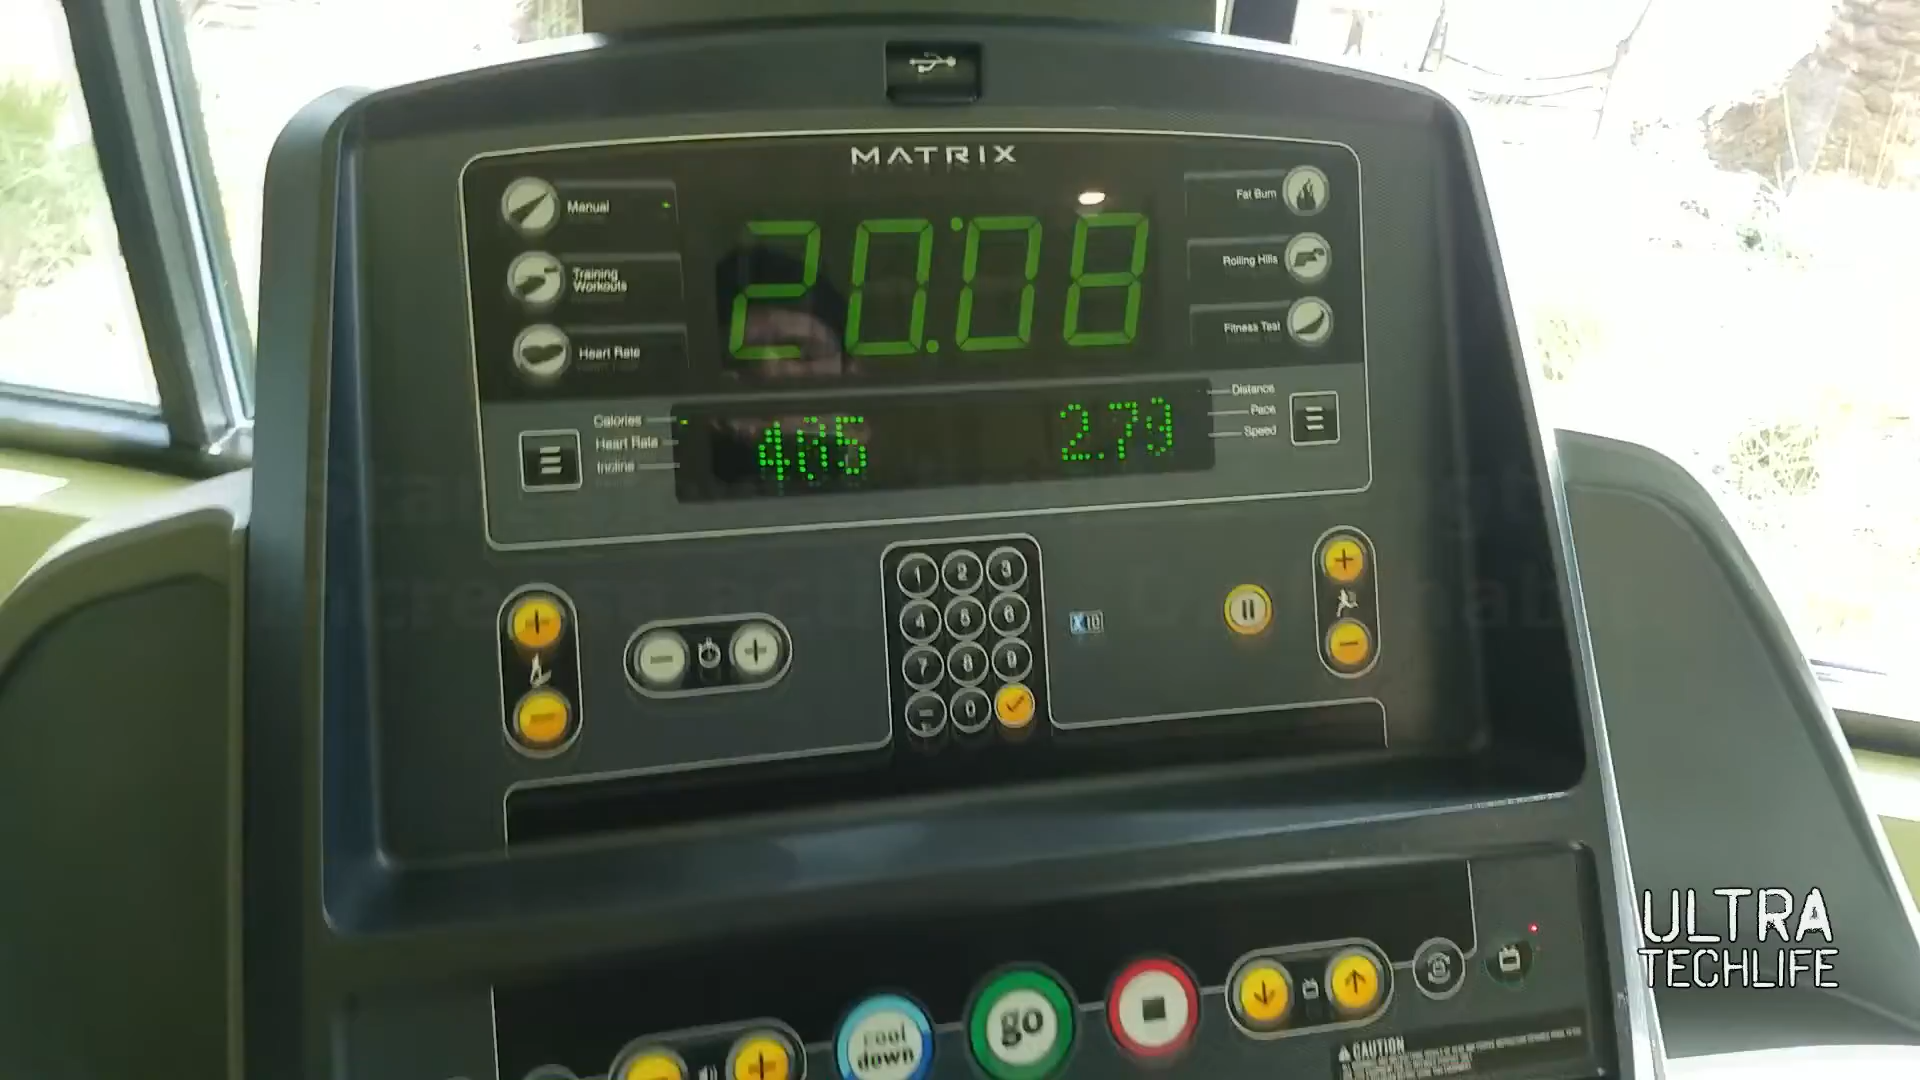 MATRIX
Manual
Training
Workouts
Heart Rate
20:08
Fat Burn
Rolling Hills
Fitness Test
Calories
Heart Rate
Incline
2.79
Distance
Pace
Speed
1 2 3
4 5 6
7 8 9
0
XID
cool
down
go
CAUTION
ULTRA
TECHLIFE